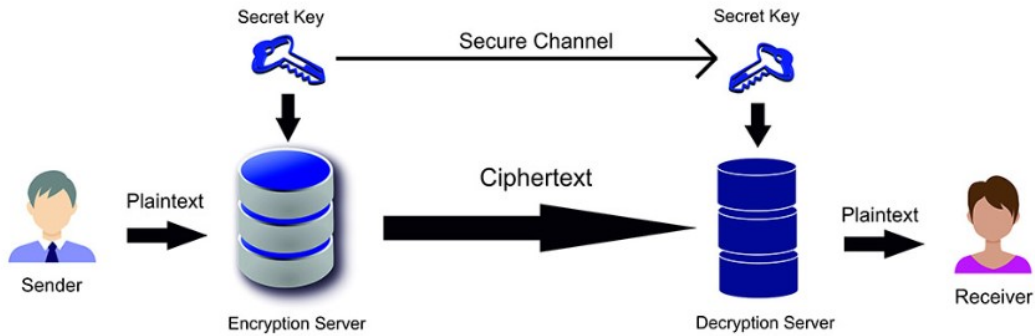 Secret Key
Secret Key
Secure Channel
Ciphertext
Plaintext
Plaintext
Sender
Receiver
Encryption Server
Decryption Server